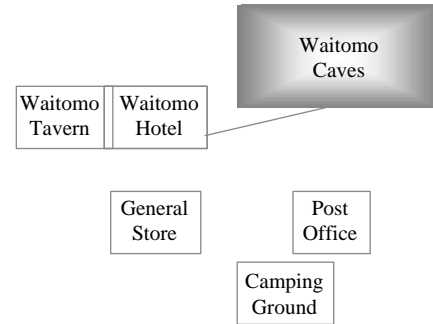 Waitomo
Caves
Waitomo
Tavern
Waitomo
Hotel
General
Store
Post
Office
Camping
Ground